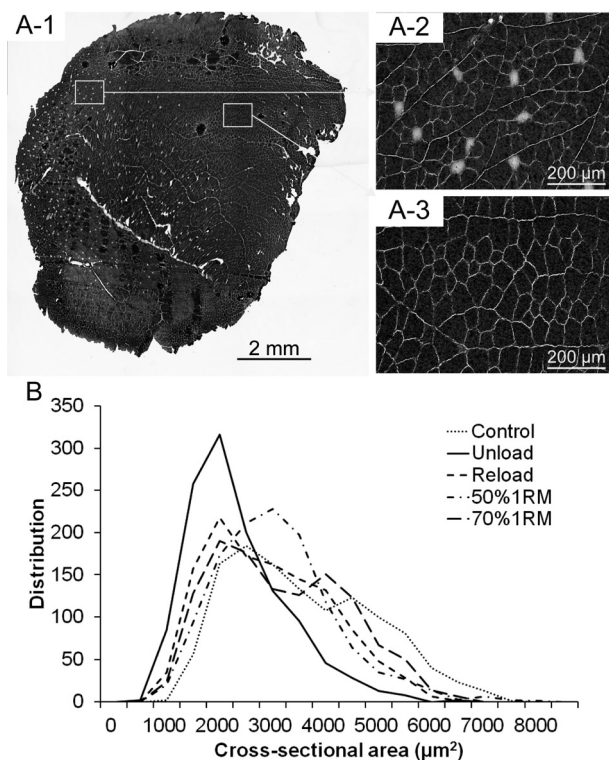 A-1
A-2
200 µm
A-3
2 mm
200 µm
B
350
300
250
200
150
100
50
0
Distribution
Control
Unload
Reload
50%1RM
70%1RM
0 1000 2000 3000 4000 5000 6000 7000 8000
Cross-sectional area (µm²)